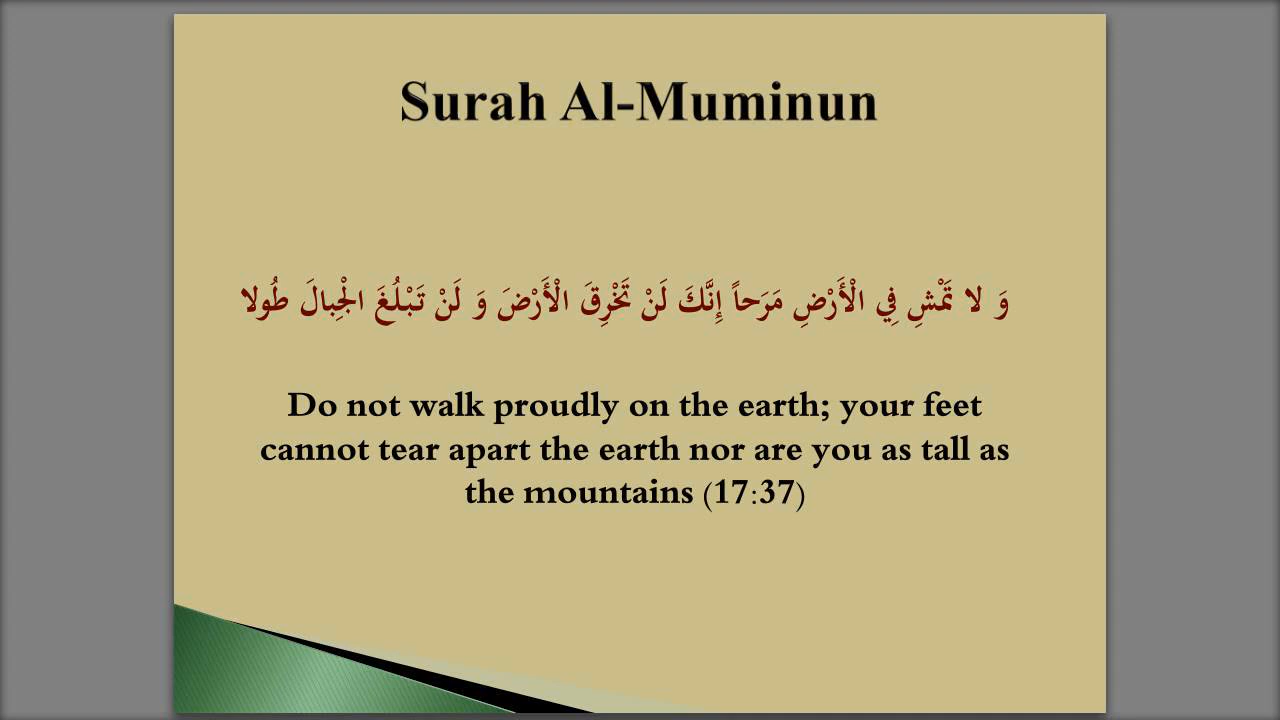 Surah Al-Muminun
وَ لا تَمْشِ فِي الْأَرْضِ مَرَحاً إِنَّكَ لَنْ تَخْرِقَ الْأَرْضَ وَ لَنْ تَبْلُغَ الْجِبالَ طُولا
Do not walk proudly on the earth; your feet
cannot tear apart the earth nor are you as tall as
the mountains (17:37)